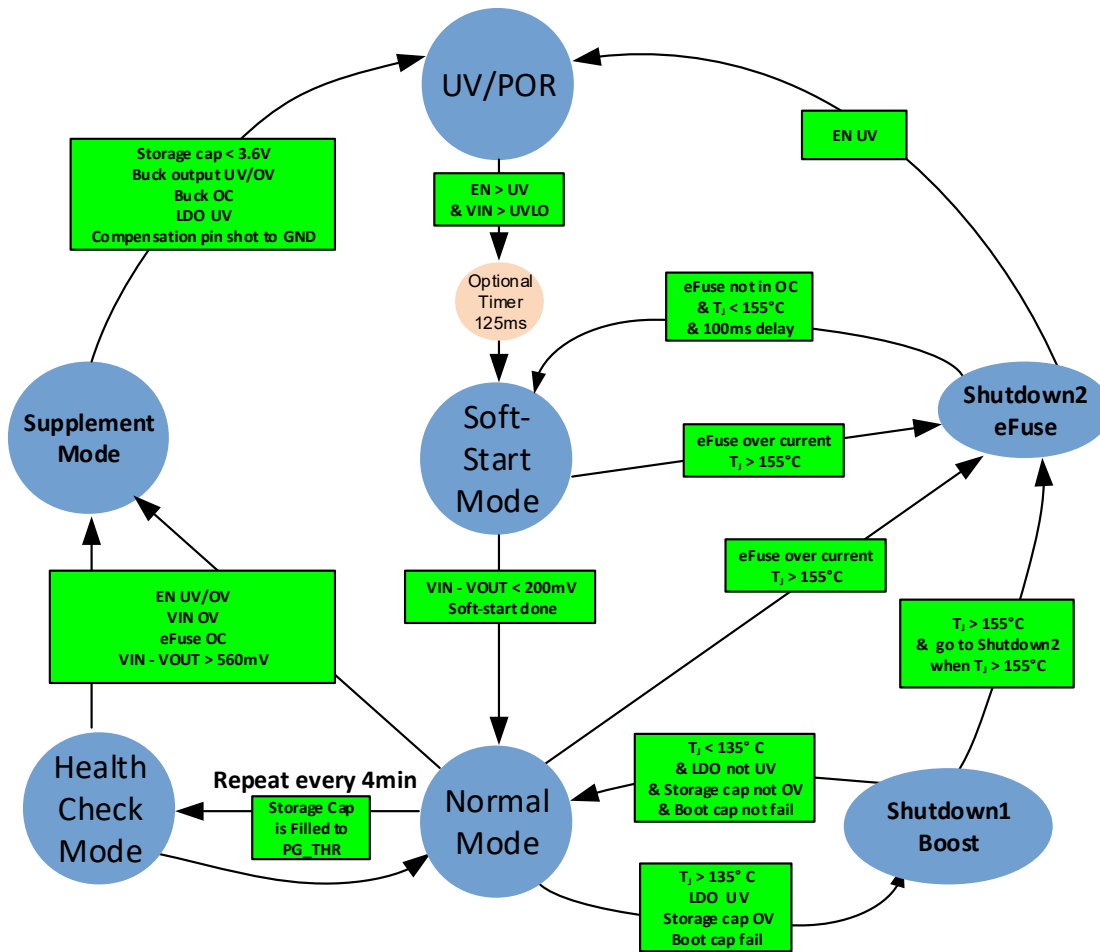 UV/POR
EN UV
Storage cap < 3.6V
Buck output UV/OV
Buck OC
LDO UV
Compensation pin shot to GND
EN > UV
& VIN > UVLO
Optional
Timer
125ms
eFuse not in OC
& TJ < 155°C
& 100ms delay
Supplement
Mode
Soft-
Start
Mode
Shutdown2
eFuse
eFuse over current
TJ > 155°C
eFuse over current
TJ > 155°C
VIN - VOUT < 200mV
Soft-start done
EN UV/OV
VIN OV
eFuse OC
VIN - VOUT > 560mV
TJ > 155°C
& go to Shutdown2
when TJ > 155°C
Health
Check
Mode
Repeat every 4min
Storage Cap
is Filled to
PG_THR
Normal
Mode
TJ < 135° C
& LDO not UV
& Storage cap not OV
& Boot cap not fail
Shutdown1
Boost
TJ > 135° C
LDO UV
Storage cap OV
Boot cap fail